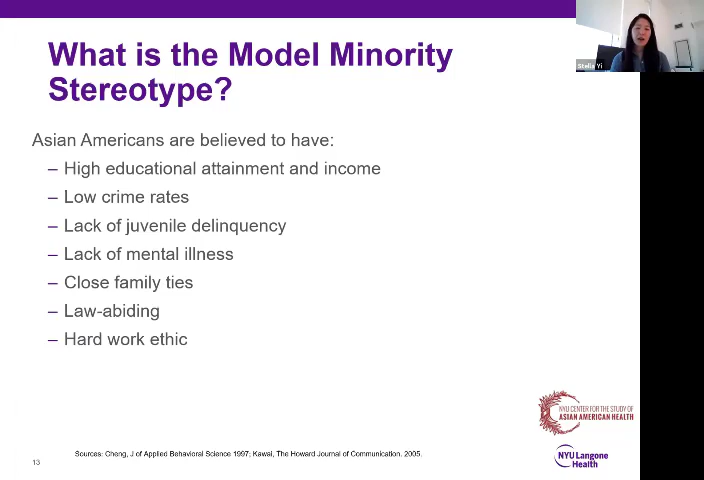 What is the Model Minority
Stereotype?
Stella Yi
Asian Americans are believed to have:
– High educational attainment and income
– Low crime rates
– Lack of juvenile delinquency
– Lack of mental illness
– Close family ties
– Law-abiding
– Hard work ethic
NYU CENTER FOR THE STUDY OF
ASIAN AMERICAN HEALTH
Sources: Cheng, J of Applied Behavioral Science 1997; Kawai, The Howard Journal of Communication. 2005.
13
NYU Langone
Health